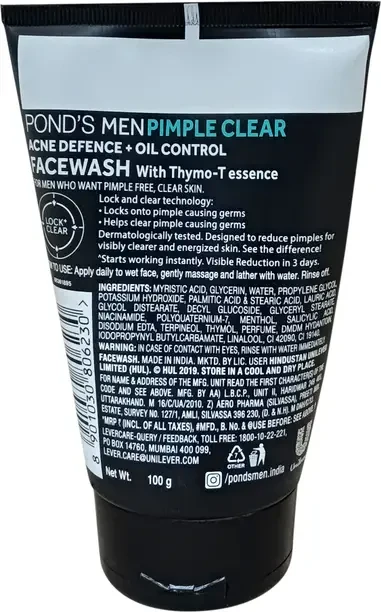 POND'S MEN PIMPLE CLEAR
ACNE DEFENCE + OIL CONTROL
FACEWASH With Thymo-T essence
FOR MEN WHO WANT PIMPLE FREE, CLEAR SKIN.
LOCK*
CLEAR
Lock and clear technology:
• Locks onto pimple causing germs
• Helps clear pimple causing germs
Dermatologically tested. Designed to reduce pimples for
visibly clearer and energized skin. See the difference!
*Starts working instantly. Visible Reduction in 3 days.
TO USE: Apply daily to wet face, gently massage and lather with water. Rinse off.
INGREDIENTS: MYRISTIC ACID, GLYCERIN, WATER, PROPYLENE GLYCOL,
POTASSIUM HYDROXIDE, PALMITIC & STEARIC ACID, LAURIC ACID,
GLYCOL DISTEARATE, DECYL GLUCOSIDE, GLYCERYL
NIACINAMIDE, POLYQUATERNIUM-7, MENTHOL, SALICYLIC ACID,
DISODIUM EDTA, TERPINEOL, THYMOL, PERFUME, DMDM HYDANTOIN,
IODOPROPYNYL BUTYLCARBAMATE, LINALOOL, CI 42090, CI 19140.
WARNING: IN CASE OF CONTACT WITH EYES, RINSE WITH WATER IMMEDIATELY
FACEWASH. MADE IN INDIA. MKTD. BY LIC. USER HINDUSTAN UNILEVER
LIMITED (HUL). © HUL 2019. STORE IN A COOL AND DRY PLACE.
FOR NAME & ADDRESS OF THE MFG. UNIT READ THE FIRST CHARACTERS OF THE
CODE AND SEE ABOVE. MFG. BY AA) L.B.C.P., UNIT 2,
UTTARAKHAND. M 16/C/UA/2010. Z) AERO PHARMA (SILVASSA),
ESTATE, SURVEY NO. 127/1, AMLI, SILVASSA 396 230, (D. & N.H.)
*MRP ₹ (INCL. OF ALL TAXES), #MFD., B. No. & @USE BEFORE: SEE
LEVERCARE-QUERY / FEEDBACK, TOLL FREE: 1800-10-22-221,
PO BOX 14760, MUMBAI 400 099,
LEVER.CARE@UNILEVER.COM
8 901030 806230
OTHER
Net Wt. 100 g
/pondsmen.india